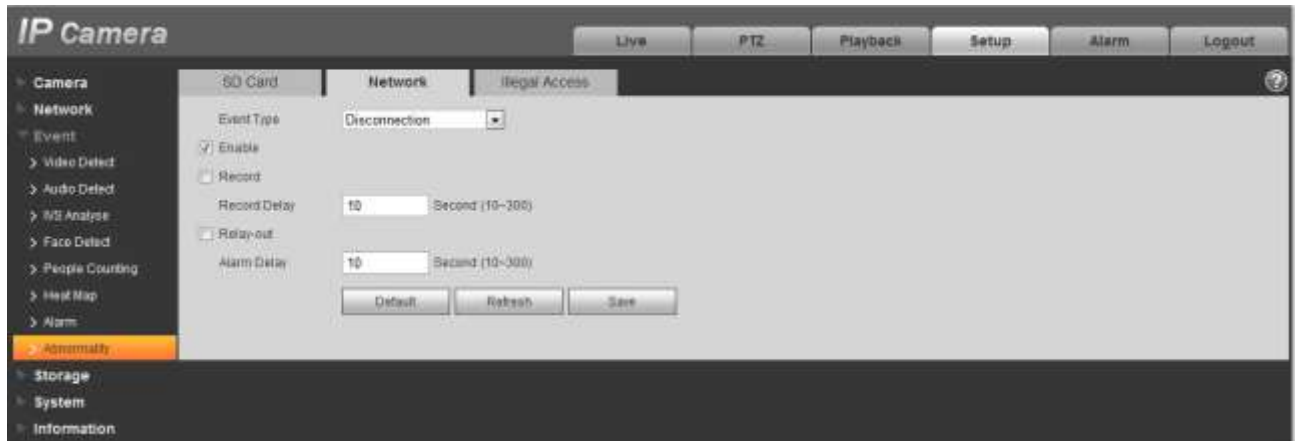 IP Camera
Live
PTZ
Playback
Setup
Alarm
Logout
Camera
Network
Event
Video Detect
Audio Detect
IVS Analyse
Face Detect
People Counting
Heat Map
Alarm
Abnormality
Storage
System
Information
SD Card
Network
Illegal Access
?
Event Type
Disconnection
Enable
Record
Record Delay
10
Second (10~300)
Relay-out
Alarm Delay
10
Second (10~300)
Default
Refresh
Save